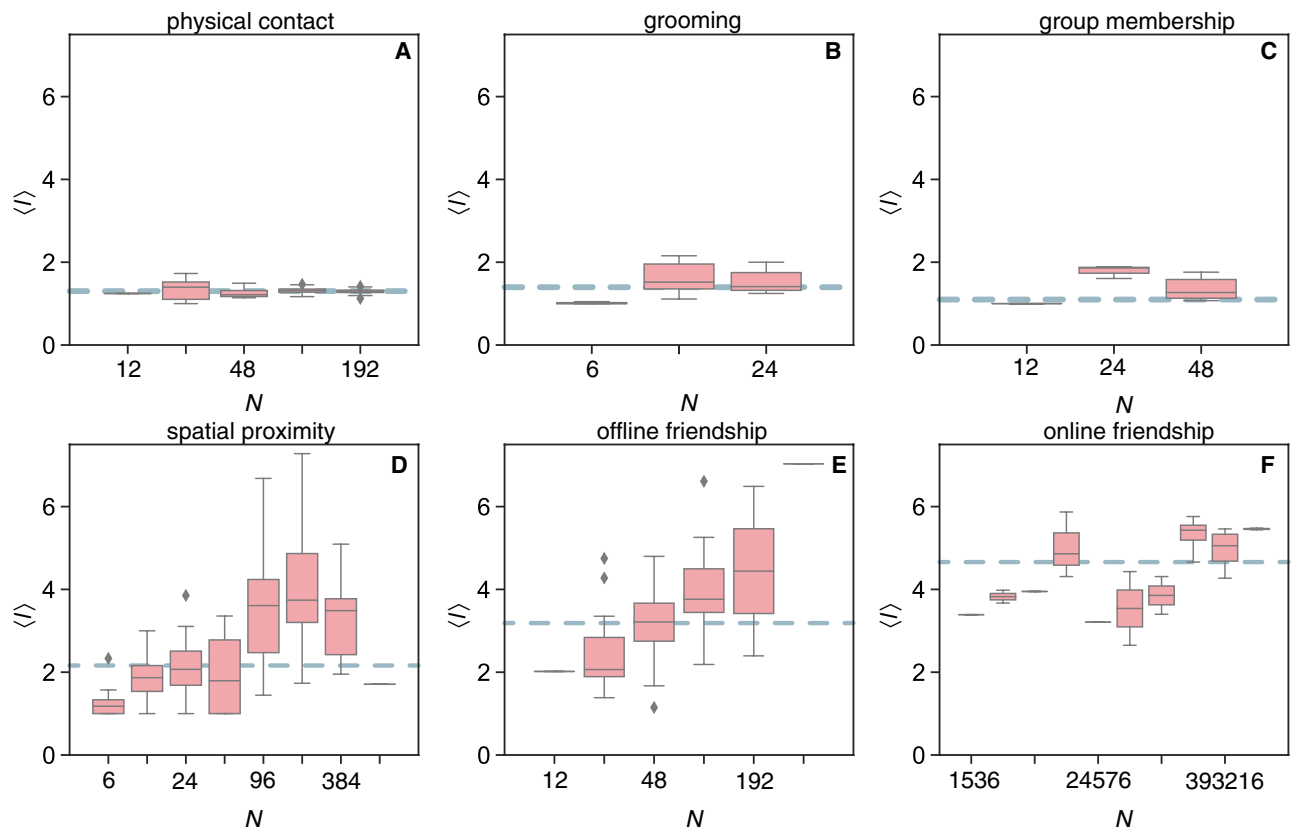 physical contact
A
6
4
2
0
⟨l⟩
12
48
192
N
grooming
B
6
4
2
0
⟨l⟩
6
24
N
group membership
C
6
4
2
0
⟨l⟩
12
24
48
N
spatial proximity
D
6
4
2
0
⟨l⟩
6
24
96
384
N
offline friendship
E
6
4
2
0
⟨l⟩
12
48
192
N
online friendship
F
6
4
2
0
⟨l⟩
1536
24576
393216
N